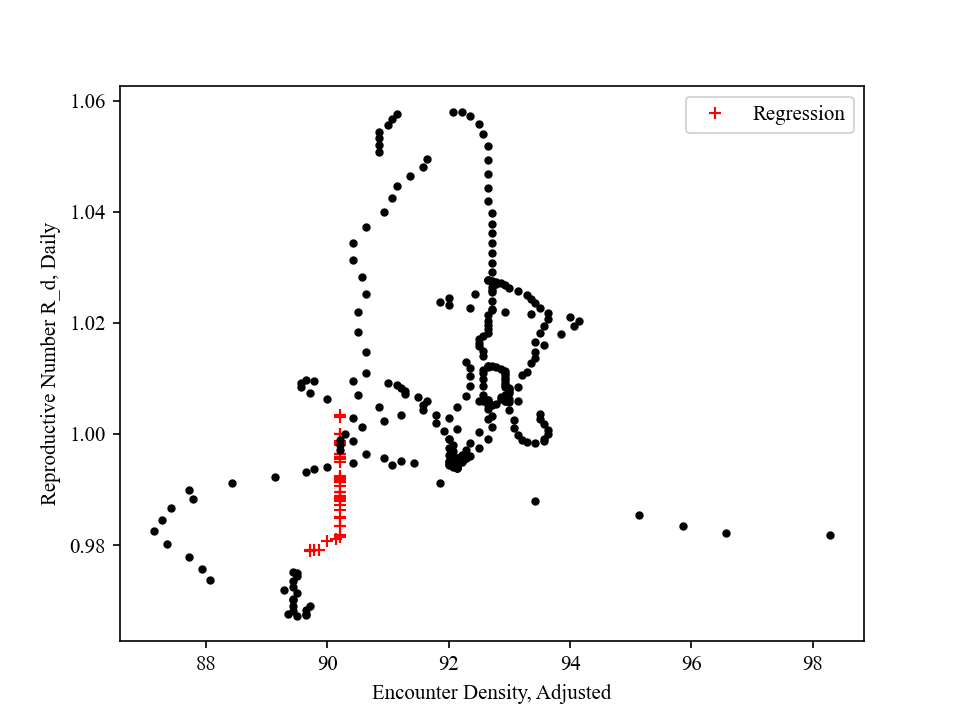 Regression
1.06
1.04
1.02
1.00
0.98
Reproductive Number R_d, Daily
88 90 92 94 96 98
Encounter Density, Adjusted